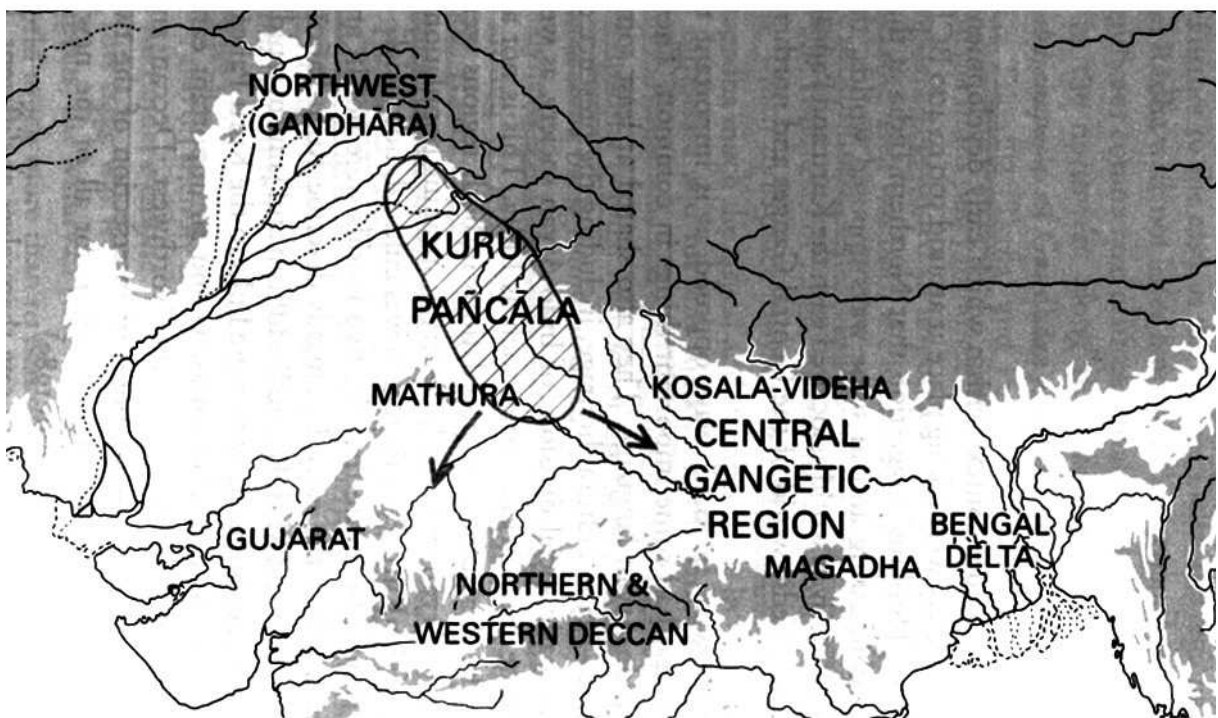 NORTHWEST
(GANDHĀRA)
KURU
PAÑCĀLA
MATHURA
KOSALA-VIDEHA
CENTRAL
GANGETIC
REGION
GUJARAT
BENGAL
DELTA
MAGADHA
NORTHERN &
WESTERN DECCAN